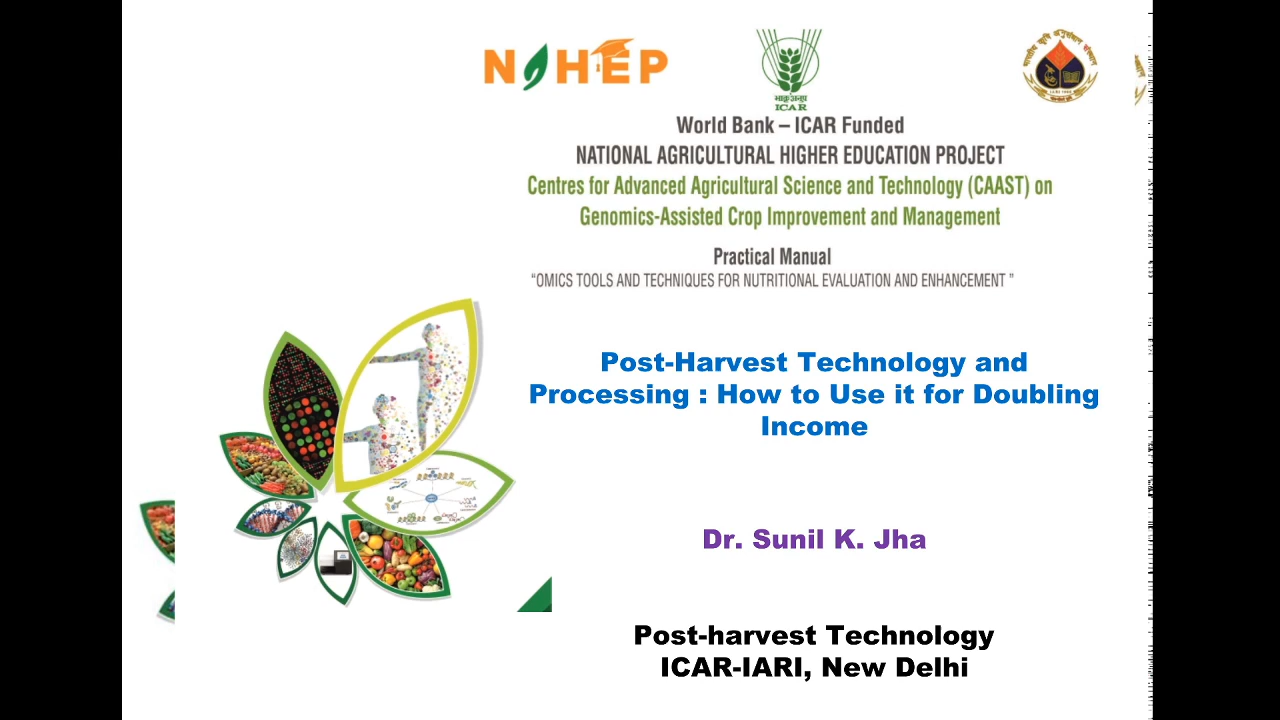 NAHEP
भाकृअनुप
ICAR
World Bank – ICAR Funded
NATIONAL AGRICULTURAL HIGHER EDUCATION PROJECT
Centres for Advanced Agricultural Science and Technology (CAAST) on
Genomics-Assisted Crop Improvement and Management
Practical Manual
“OMICS TOOLS AND TECHNIQUES FOR NUTRITIONAL EVALUATION AND ENHANCEMENT ”
Post-Harvest Technology and
Processing : How to Use it for Doubling
Income
Dr. Sunil K. Jha
Post-harvest Technology
ICAR-IARI, New Delhi